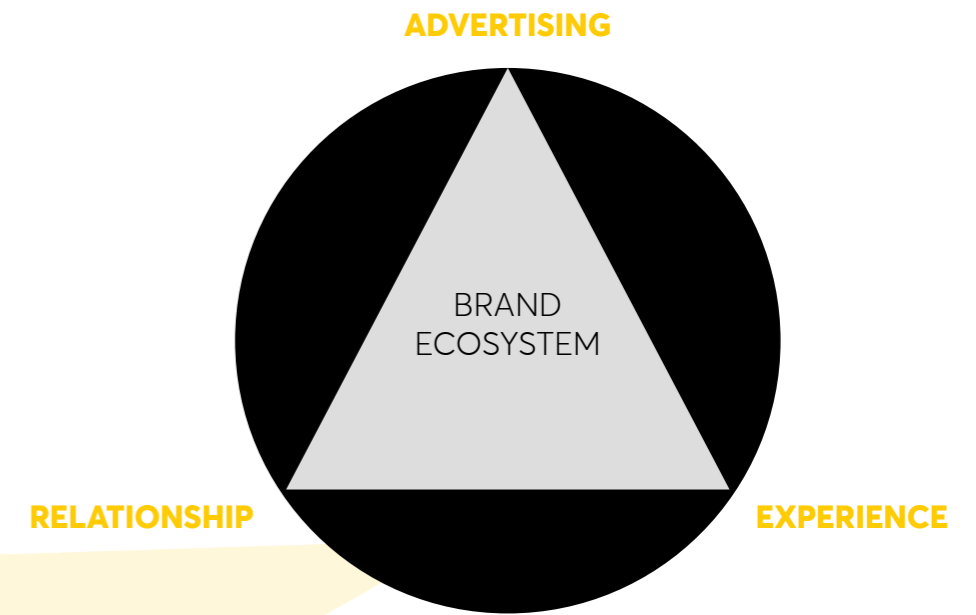 ADVERTISING
BRAND
ECOSYSTEM
RELATIONSHIP
EXPERIENCE